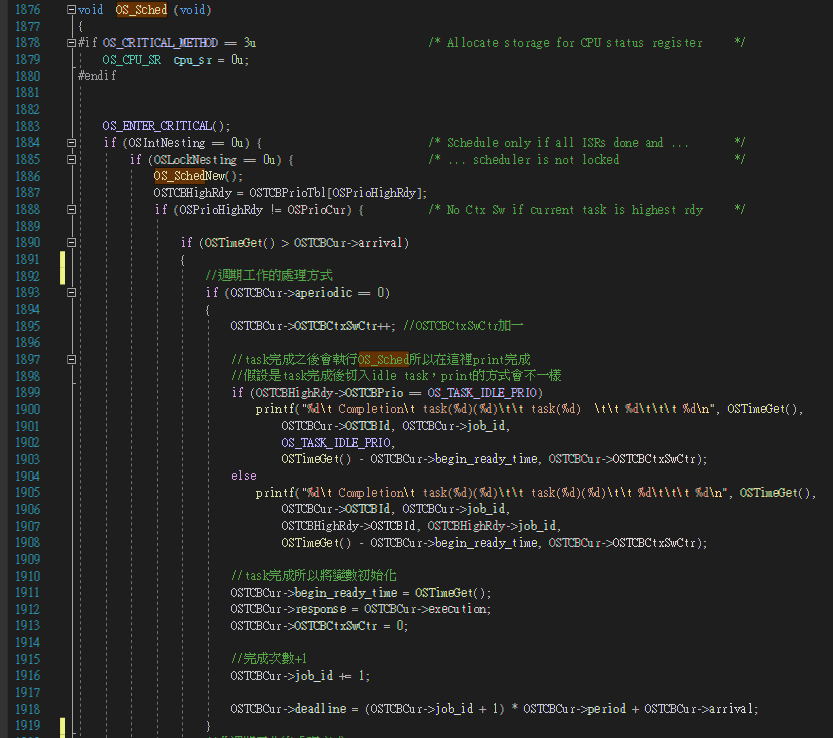 1876 void OS_Sched (void)
1877 {
1878 #if OS_CRITICAL_METHOD == 3u /* Allocate storage for CPU status register */
1879 OS_CPU_SR cpu_sr = 0u;
1880 #endif
1881
1882
1883 OS_ENTER_CRITICAL();
1884 if (OSIntNesting == 0u) { /* Schedule only if all ISRs done and ... */
1885 if (OSLockNesting == 0u) { /* ... scheduler is not locked */
1886 OS_SchedNew();
1887 OSTCBHighRdy = OSTCBPrioTbl[OSPrioHighRdy];
1888 if (OSPrioHighRdy != OSPrioCur) { /* No Ctx Sw if current task is highest rdy */
1889
1890 if (OSTimeGet() > OSTCBCur->arrival)
1891 {
1892 //週期工作的處理方式
1893 if (OSTCBCur->aperiodic == 0)
1894 {
1895 OSTCBCur->OSTCBCtxSwCtr++; //OSTCBCtxSwCtr加一
1896
1897 //task完成之後會執行OS_Sched所以在這裡print完成
1898 //假設是task完成後切入idle task，print的方式會不一樣
1899 if (OSTCBHighRdy->OSTCBPrio == OS_TASK_IDLE_PRIO)
1900 printf("%d\t Completion\t task(%d)(%d)\t\t task(%d)  \t\t %d\t\t\t %d\n", OSTimeGet(),
1901 OSTCBCur->OSTCBId, OSTCBCur->job_id,
1902 OS_TASK_IDLE_PRIO,
1903 OSTimeGet() - OSTCBCur->begin_ready_time, OSTCBCur->OSTCBCtxSwCtr);
1904 else
1905 printf("%d\t Completion\t task(%d)(%d)\t\t task(%d)(%d)\t\t %d\t\t\t %d\n", OSTimeGet(),
1906 OSTCBCur->OSTCBId, OSTCBCur->job_id,
1907 OSTCBHighRdy->OSTCBId, OSTCBHighRdy->job_id,
1908 OSTimeGet() - OSTCBCur->begin_ready_time, OSTCBCur->OSTCBCtxSwCtr);
1909
1910 //task完成所以將變數初始化
1911 OSTCBCur->begin_ready_time = OSTimeGet();
1912 OSTCBCur->response = OSTCBCur->execution;
1913 OSTCBCur->OSTCBCtxSwCtr = 0;
1914
1915 //完成次數+1
1916 OSTCBCur->job_id += 1;
1917
1918 OSTCBCur->deadline = (OSTCBCur->job_id + 1) * OSTCBCur->period + OSTCBCur->arrival;
1919 }